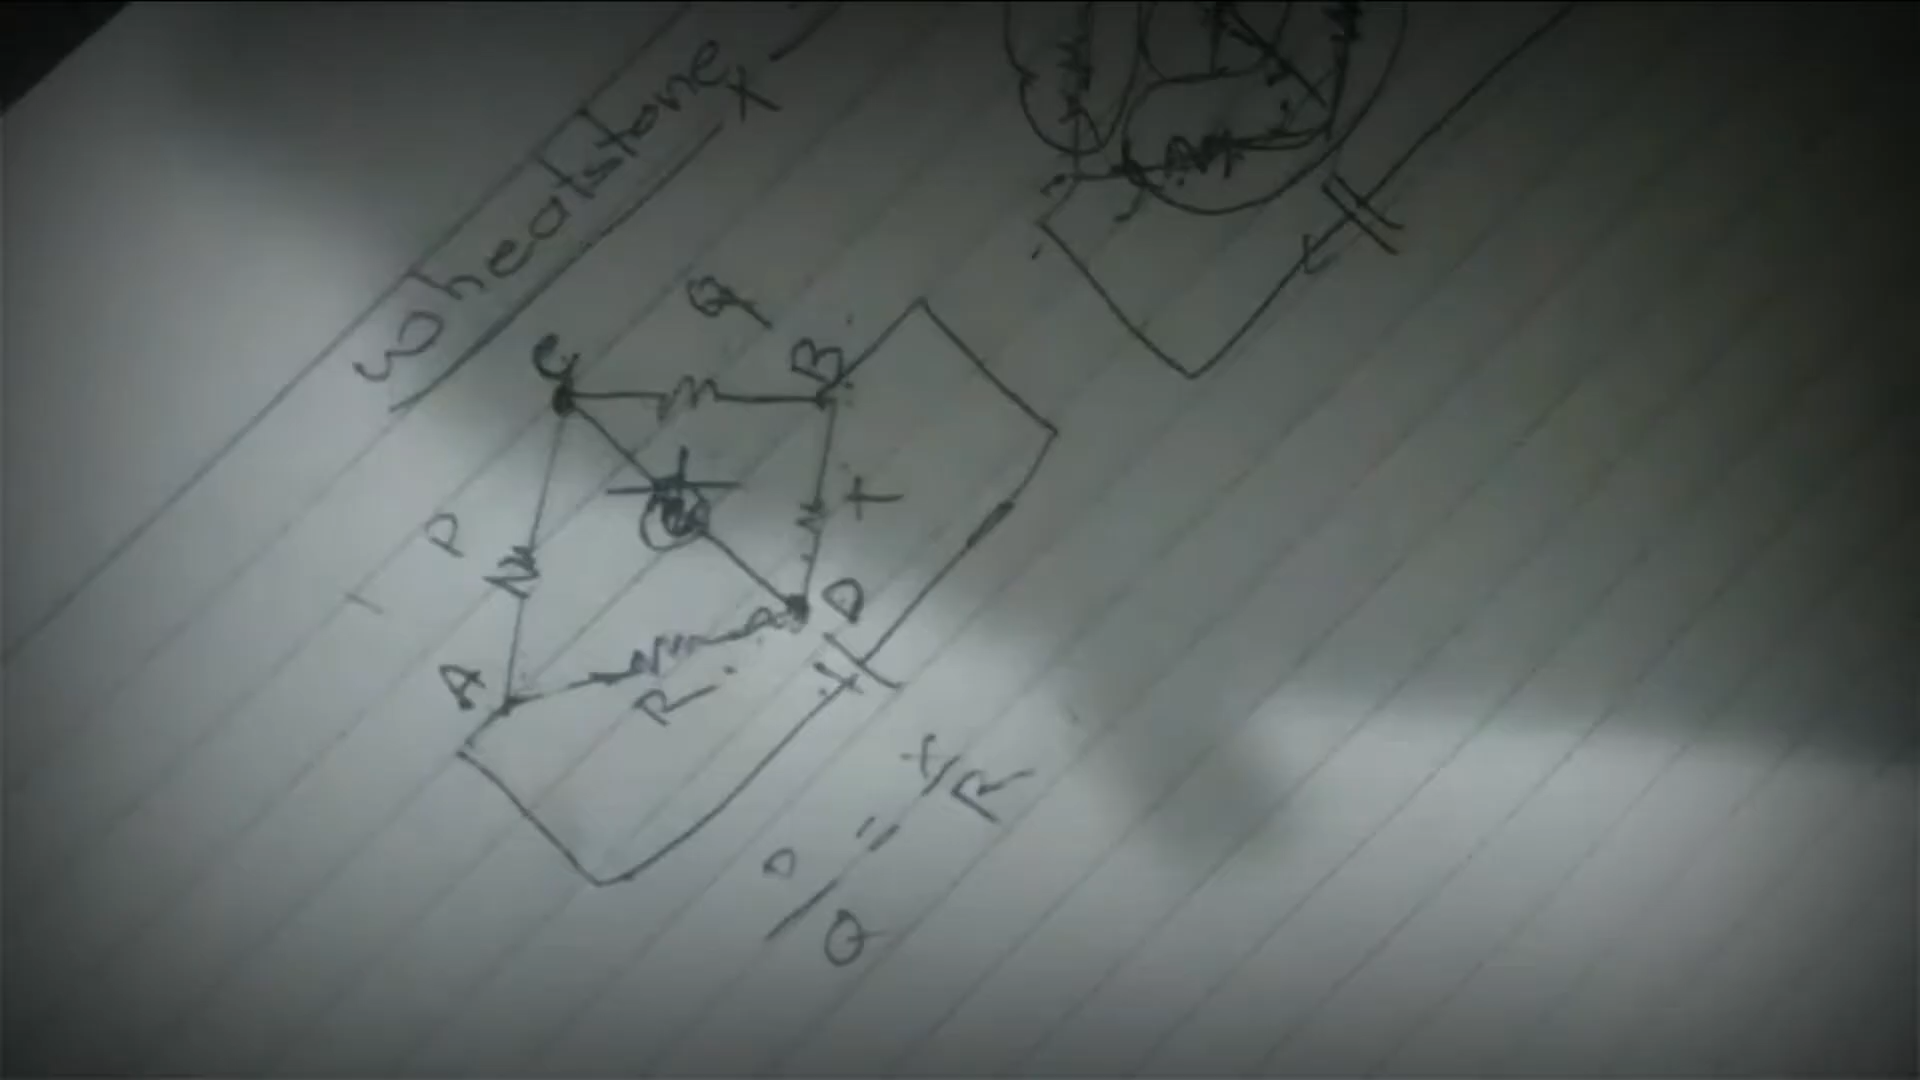 Wheatstone
C
Q
B
P
X
A
R
D
P/Q = X/R